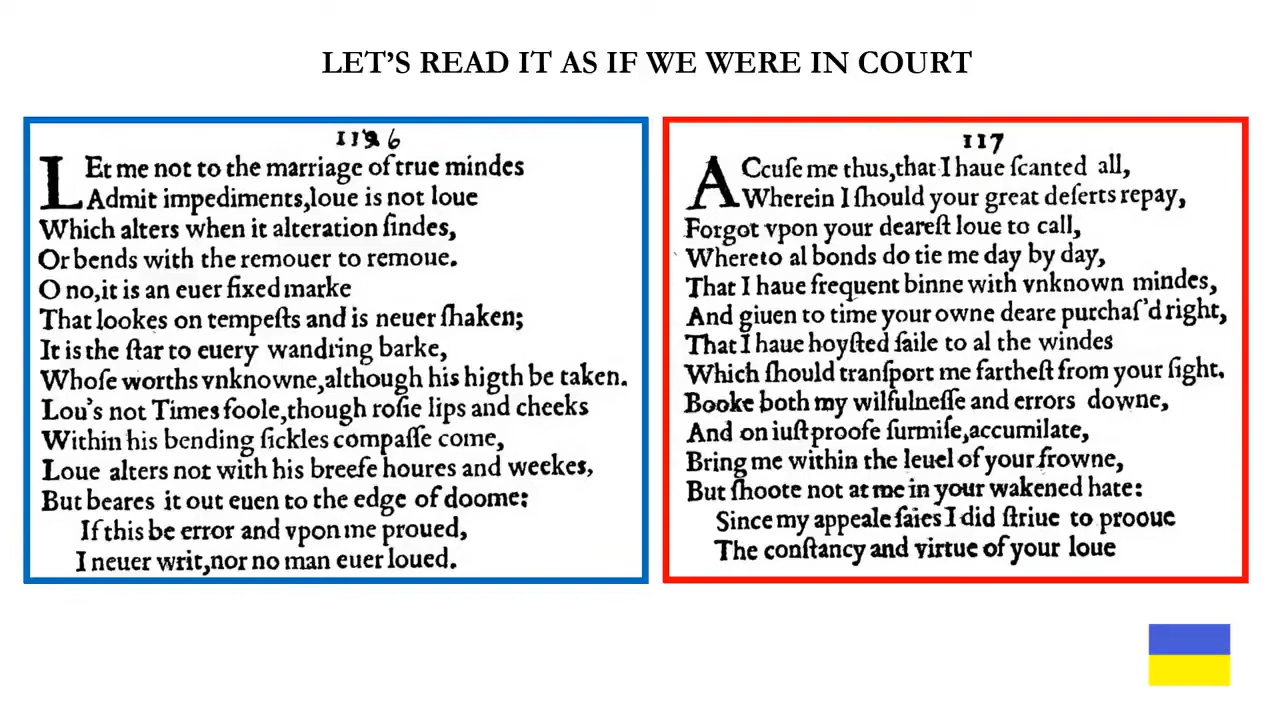 LET’S READ IT AS IF WE WERE IN COURT
1196
LEt me not to the marriage of true mindes
Admit impediments,loue is not loue
Which alters when it alteration findes,
Or bends with the remouer to remoue.
O no,it is an euer fixed marke
That lookes on tempeſts and is neuer ſhaken;
It is the ſtar to euery wandring barke,
Whoſe worths vnknowne,although his higth be taken.
Lou's not Times foole,though roſie lips and cheeks
Within his bending ſickles compaſſe come,
Loue alters not with his breefe houres and weekes,
But beares it out euen to the edge of doome:
If this be error and vpon me proued,
I neuer writ,nor no man euer loued.
117
ACcuſe me thus,that I haue ſcanted all,
Wherein I ſhould your great deſerts repay,
Forgot vpon your deareſt loue to call,
Whereto al bonds do tie me day by day,
That I haue frequent binne with vnknown mindes,
And giuen to time your owne deare purchaſ'd right,
That I haue hoyſted ſaile to al the windes
Which ſhould tranſport me fartheſt from your ſight.
Booke both my wilfulneſſe and errors downe,
And on iuſt proofe ſurmiſe,accumilate,
Bring me within the leuel of your frowne,
But ſhoote not at me in your wakened hate:
Since my appeale ſaies I did ſtriue to prooue
The conſtancy and virtue of your loue